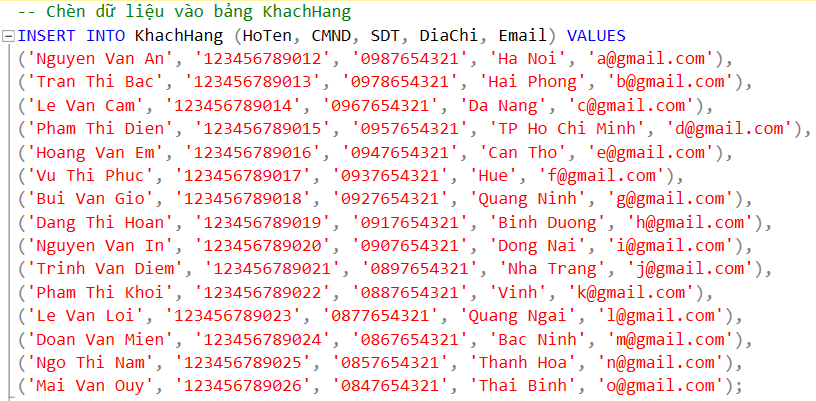 -- Chèn dữ liệu vào bảng KhachHang
INSERT INTO KhachHang (HoTen, CMND, SDT, DiaChi, Email) VALUES
('Nguyen Van An', '123456789012', '0987654321', 'Ha Noi', 'a@gmail.com'),
('Tran Thi Bac', '123456789013', '0978654321', 'Hai Phong', 'b@gmail.com'),
('Le Van Cam', '123456789014', '0967654321', 'Da Nang', 'c@gmail.com'),
('Pham Thi Dien', '123456789015', '0957654321', 'TP Ho Chi Minh', 'd@gmail.com'),
('Hoang Van Em', '123456789016', '0947654321', 'Can Tho', 'e@gmail.com'),
('Vu Thi Phuc', '123456789017', '0937654321', 'Hue', 'f@gmail.com'),
('Bui Van Gio', '123456789018', '0927654321', 'Quang Ninh', 'g@gmail.com'),
('Dang Thi Hoan', '123456789019', '0917654321', 'Binh Duong', 'h@gmail.com'),
('Nguyen Van In', '123456789020', '0907654321', 'Dong Nai', 'i@gmail.com'),
('Trinh Van Diem', '123456789021', '0897654321', 'Nha Trang', 'j@gmail.com'),
('Pham Thi Khoi', '123456789022', '0887654321', 'Vinh', 'k@gmail.com'),
('Le Van Loi', '123456789023', '0877654321', 'Quang Ngai', 'l@gmail.com'),
('Doan Van Mien', '123456789024', '0867654321', 'Bac Ninh', 'm@gmail.com'),
('Ngo Thi Nam', '123456789025', '0857654321', 'Thanh Hoa', 'n@gmail.com'),
('Mai Van Ouy', '123456789026', '0847654321', 'Thai Binh', 'o@gmail.com');